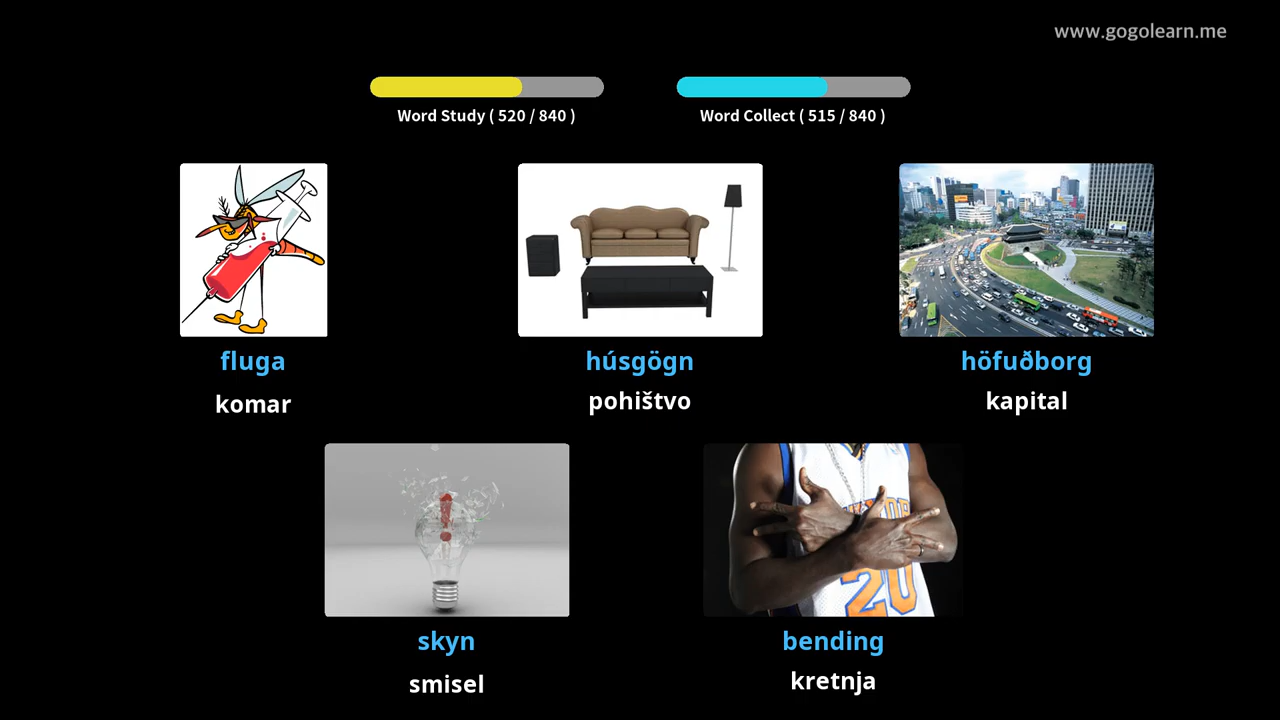 www.gogolearn.me
Word Study ( 520 / 840 )
Word Collect ( 515 / 840 )
fluga
komar
húsgögn
pohištvo
höfuðborg
kapital
skyn
smisel
20
bending
kretnja